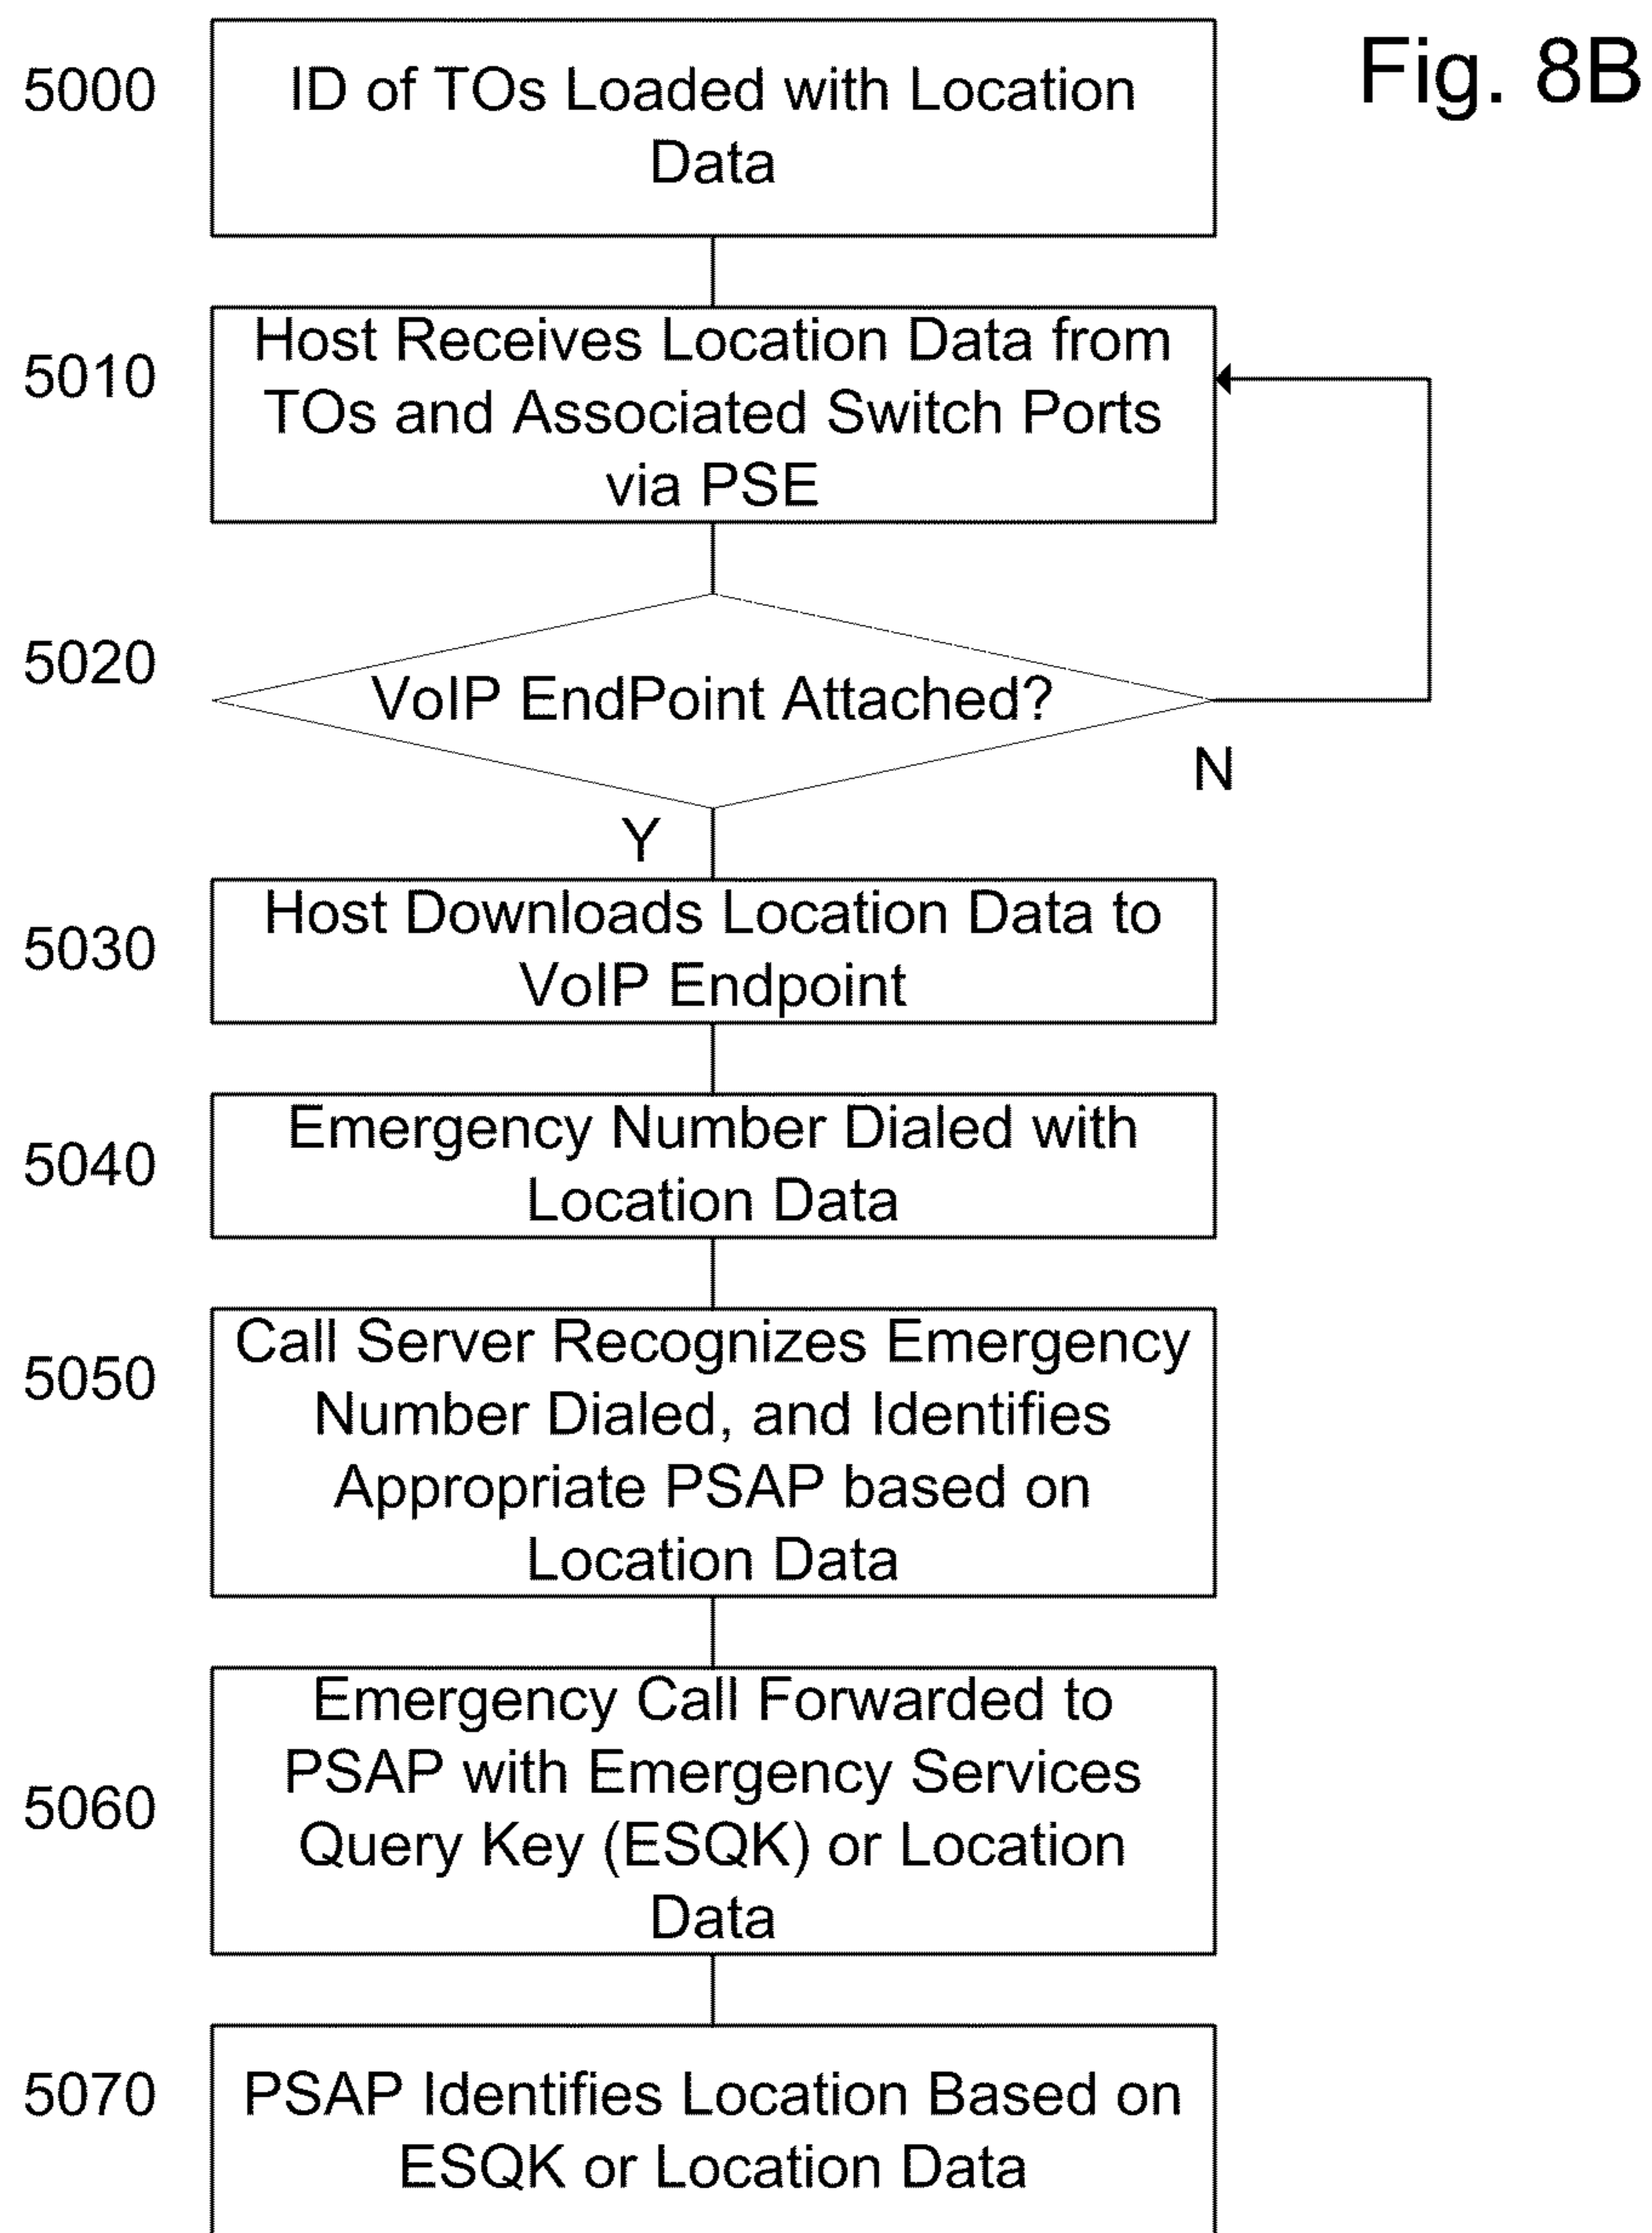 Fig. 8B
5000
ID of TOs Loaded with Location
Data
5010
Host Receives Location Data from
TOs and Associated Switch Ports
via PSE
5020
VoIP EndPoint Attached?
N
Y
5030
Host Downloads Location Data to
VoIP Endpoint
5040
Emergency Number Dialed with
Location Data
5050
Call Server Recognizes Emergency
Number Dialed, and Identifies
Appropriate PSAP based on
Location Data
5060
Emergency Call Forwarded to
PSAP with Emergency Services
Query Key (ESQK) or Location
Data
5070
PSAP Identifies Location Based on
ESQK or Location Data